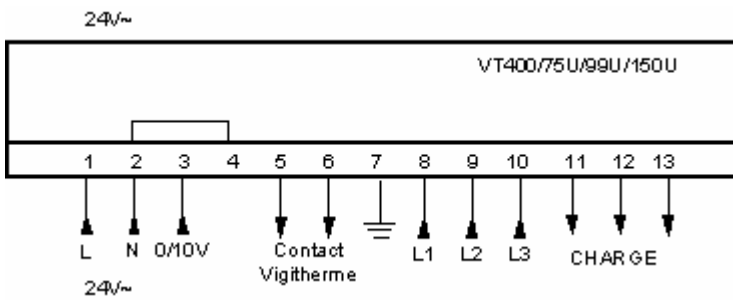 24V~
VT400/75U/99U/150U
1 2 3 4 5 6 7 8 9 10 11 12 13
L N 0/10V Contact Vigitherme L1 L2 L3 CHARGE
24V~